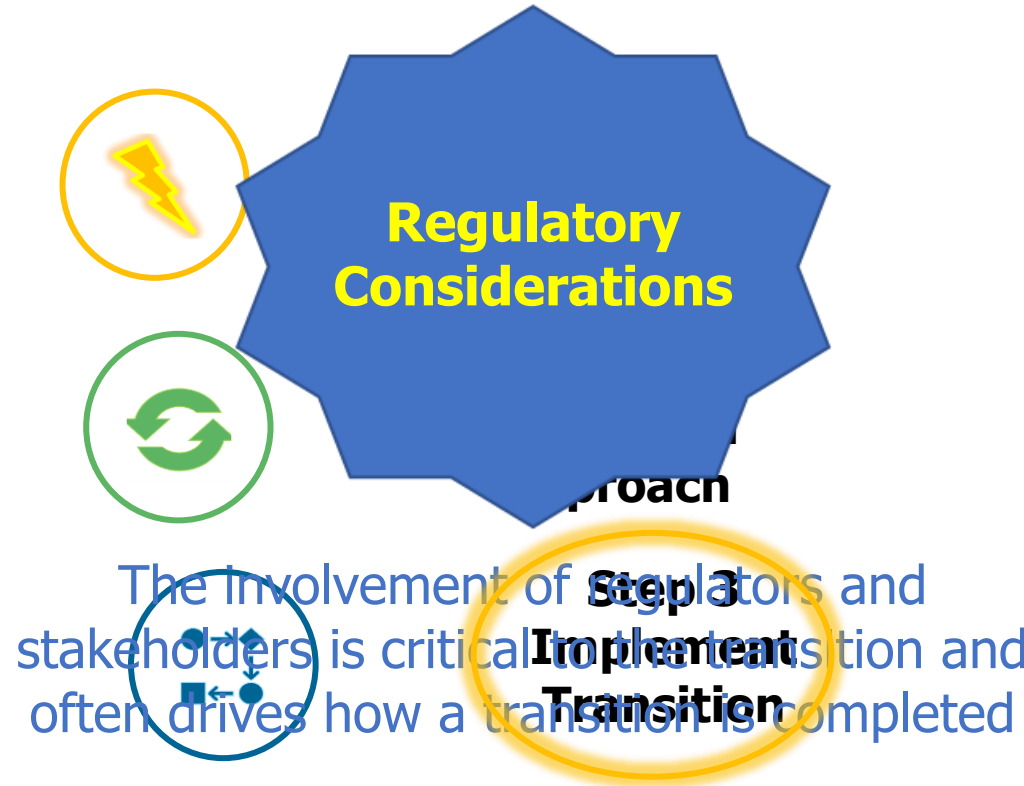 Regulatory
Considerations
proach
Step 3
Implement
Transition
The involvement of regulators and
stakeholders is critical to the transition and
often drives how a transition is completed